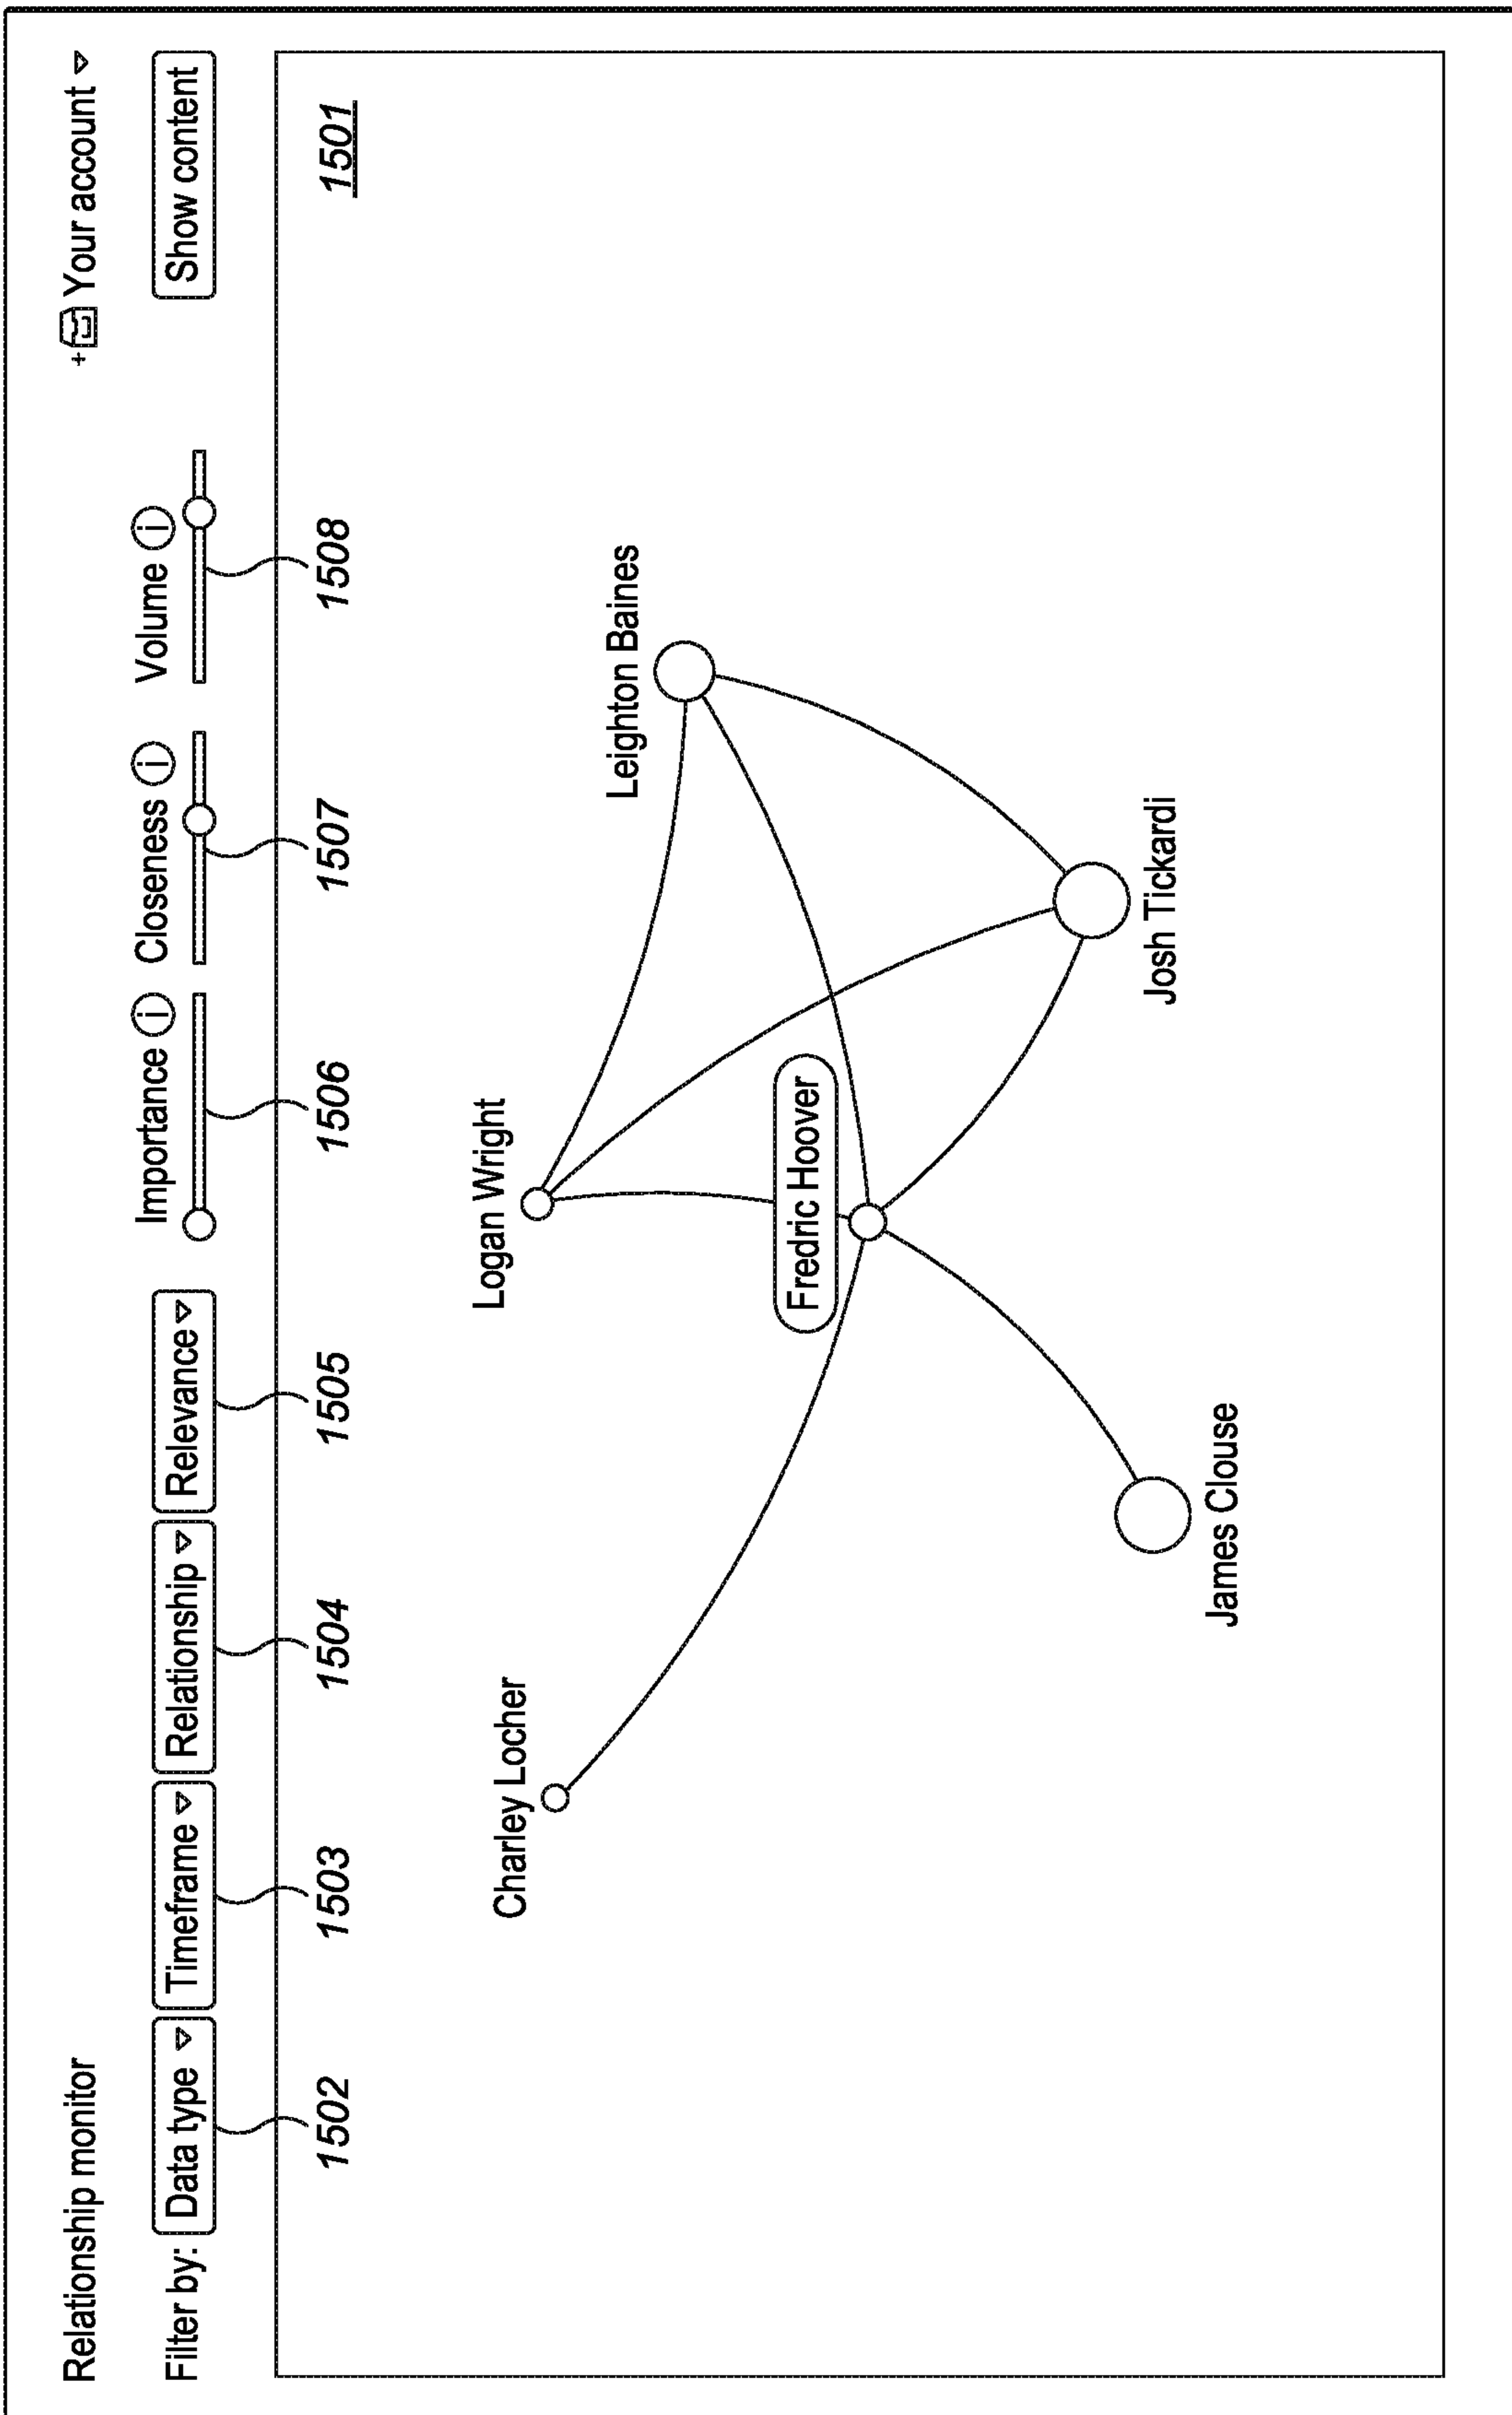 Relationship monitor
Your account
Filter by: Data type Timeframe Relationship Relevance Importance i Closeness i Volume i Show content
1502 1503 1504 1505 1506 1507 1508 1501
Logan Wright
Charley Locher
Leighton Baines
Fredric Hoover
Josh Tickardi
James Clouse